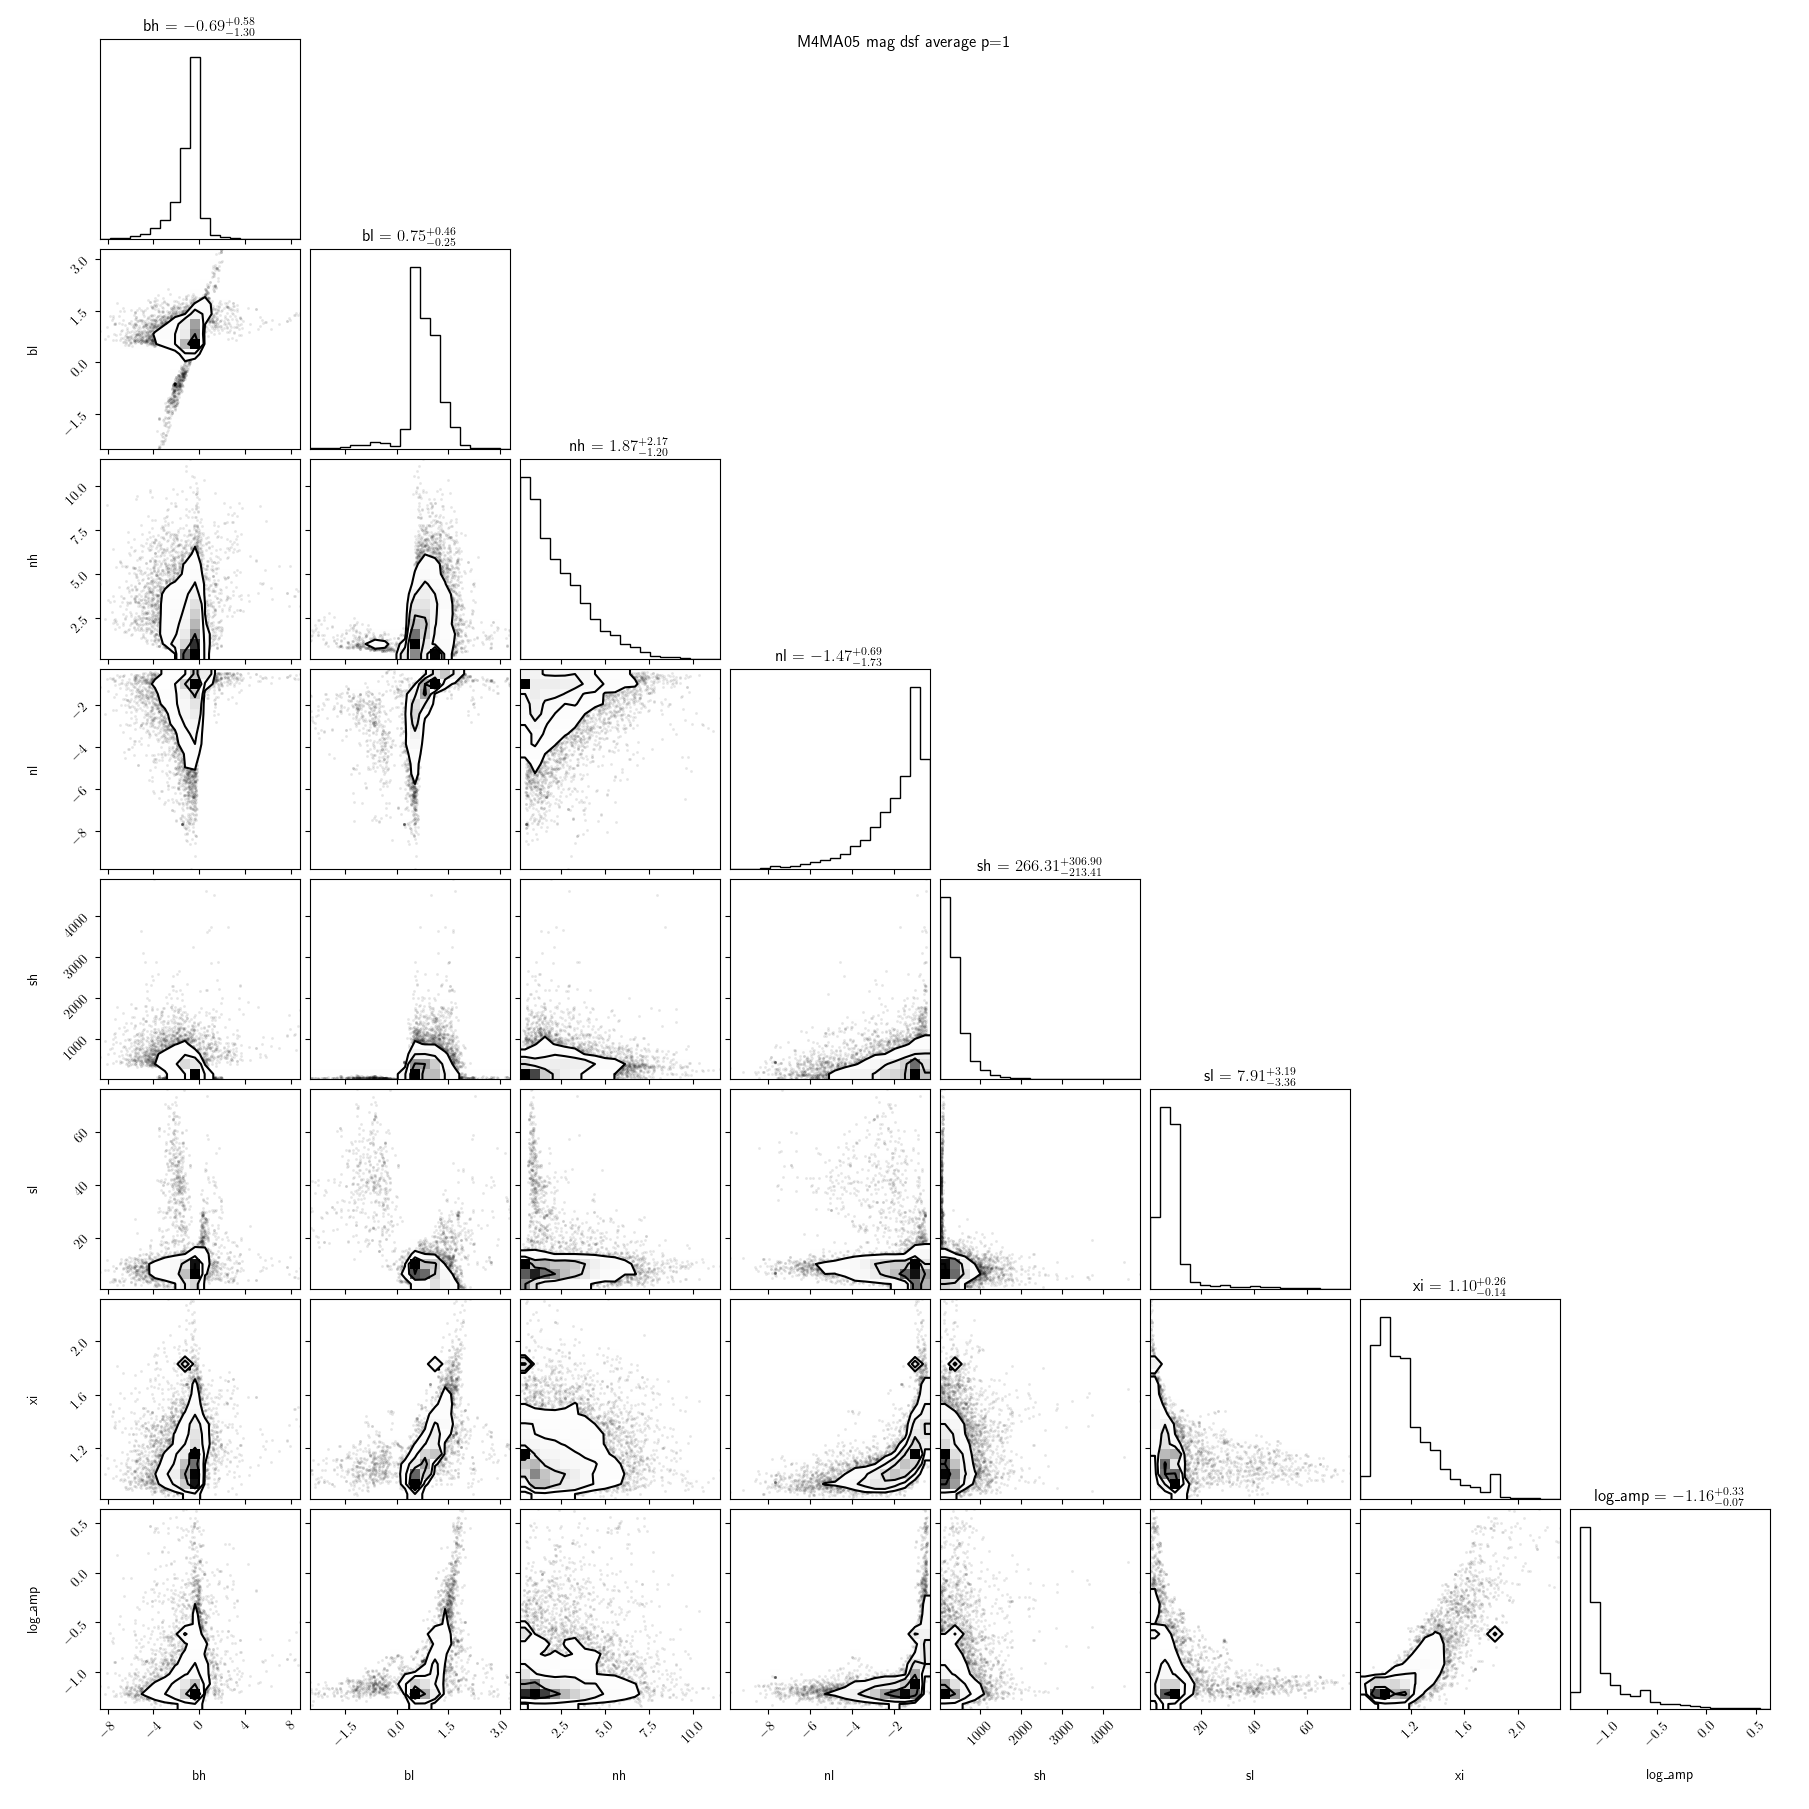 M4MA05 mag dsf average p=1
bh = −0.69 +0.58 −1.30
bl = 0.75 +0.46 −0.25
3.0
1.5
0.0
−1.5
bl
nh = 1.87 +2.17 −1.20
10.0
7.5
5.0
2.5
nh
nl = −1.47 +0.69 −1.73
−2
−4
−6
−8
nl
sh = 266.31 +306.90 −213.41
4000
3000
2000
1000
sh
sl = 7.91 +3.19 −3.36
60
40
20
sl
xi = 1.10 +0.26 −0.14
2.0
1.6
1.2
xi
log_amp = −1.16 +0.33 −0.07
0.5
0.0
−0.5
−1.0
log_amp
−8 −4 0 4 8 −1.5 0.0 1.5 3.0 2.5 5.0 7.5 10.0 −8 −6 −4 −2 1000 2000 3000 4000 20 40 60 1.2 1.6 2.0 −1.0 −0.5 0.0 0.5
bh bl nh nl sh sl xi log_amp